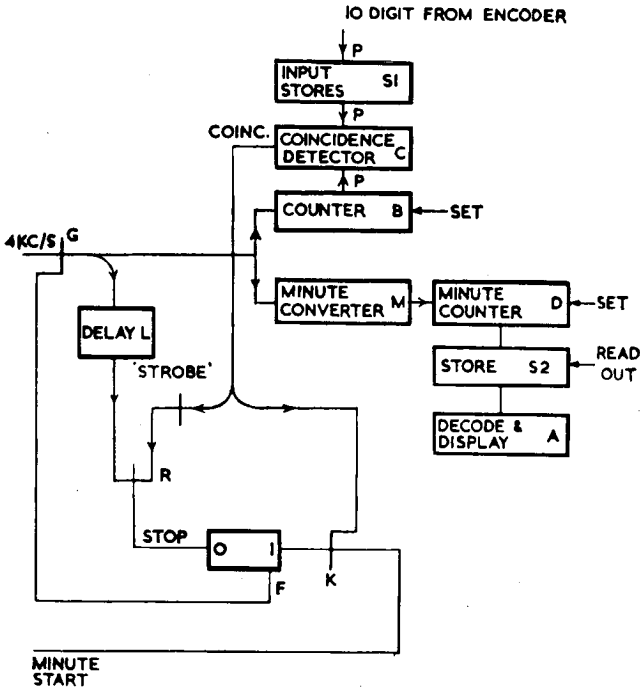 10 DIGIT FROM ENCODER
P
INPUT S1
STORES
P
COINC.
COINCIDENCE
DETECTOR C
P
COUNTER B
SET
4KC/S
G
MINUTE
CONVERTER M
MINUTE
COUNTER D
SET
DELAY L
'STROBE'
STORE S2
READ
OUT
DECODE &
DISPLAY A
R
STOP
O I
F
K
MINUTE
START